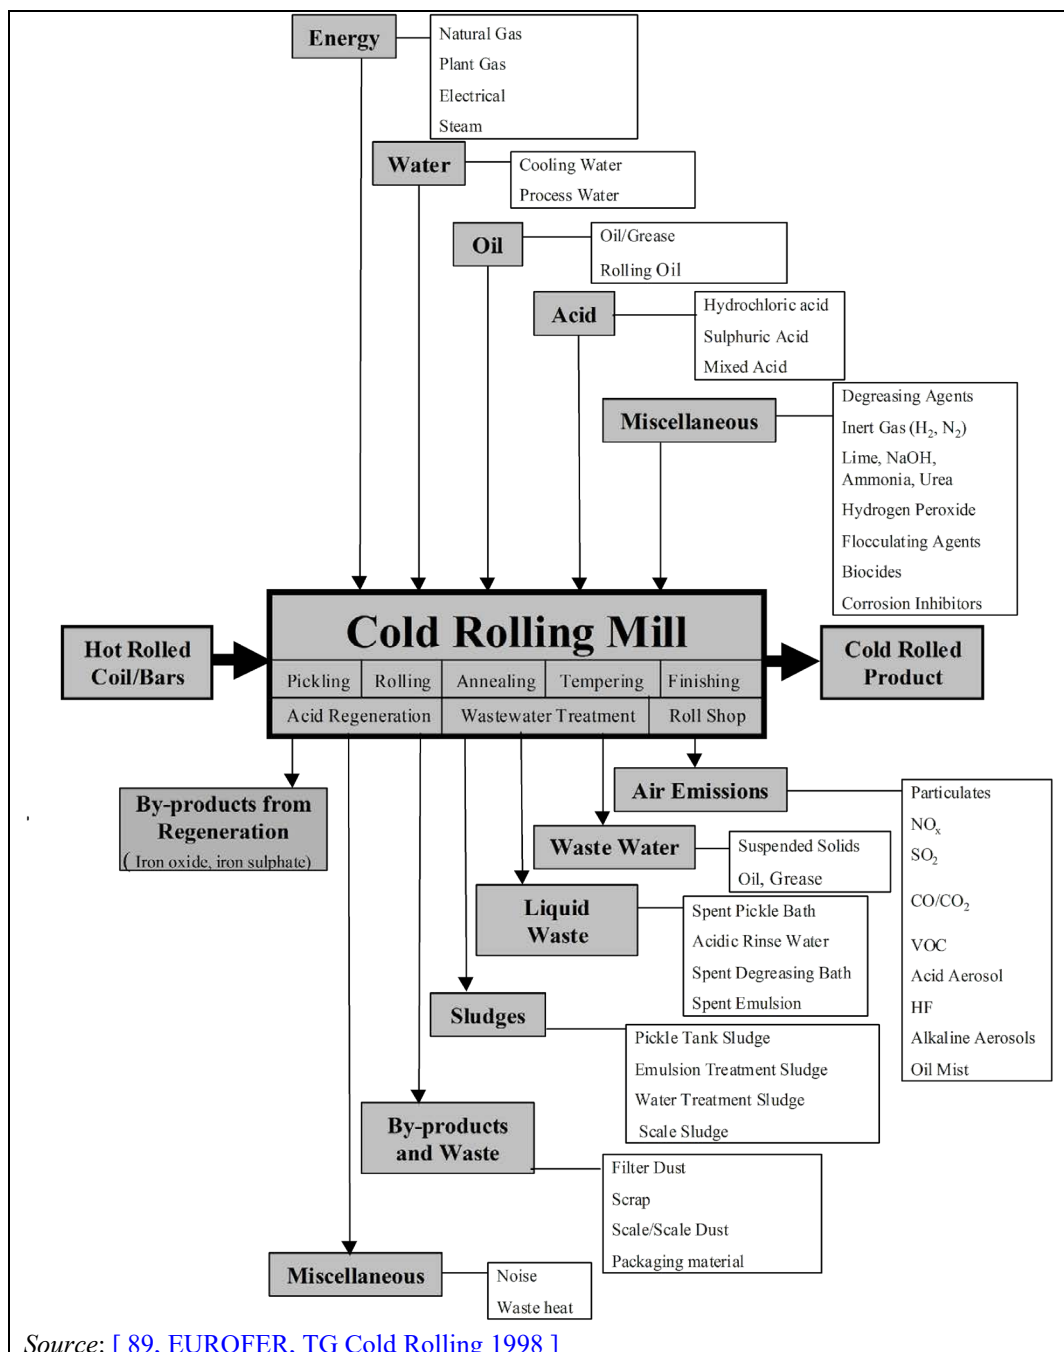 Energy
Natural Gas
Plant Gas
Electrical
Steam
Water
Cooling Water
Process Water
Oil
Oil/Grease
Rolling Oil
Acid
Hydrochloric acid
Sulphuric Acid
Mixed Acid
Miscellaneous
Degreasing Agents
Inert Gas (H₂, N₂)
Lime, NaOH,
Ammonia, Urea
Hydrogen Peroxide
Flocculating Agents
Biocides
Corrosion Inhibitors
Hot Rolled
Coil/Bars
Cold Rolling Mill
Pickling Rolling Annealing Tempering Finishing
Acid Regeneration Wastewater Treatment Roll Shop
Cold Rolled
Product
By-products from
Regeneration
( Iron oxide, iron sulphate)
Air Emissions
Particulates
NOₓ
SO₂
CO/CO₂
VOC
Acid Aerosol
HF
Alkaline Aerosols
Oil Mist
Waste Water
Suspended Solids
Oil, Grease
Liquid
Waste
Spent Pickle Bath
Acidic Rinse Water
Spent Degreasing Bath
Spent Emulsion
Sludges
Pickle Tank Sludge
Emulsion Treatment Sludge
Water Treatment Sludge
Scale Sludge
By-products
and Waste
Filter Dust
Scrap
Scale/Scale Dust
Packaging material
Miscellaneous
Noise
Waste heat
Source: [ 89, EUROFER, TG Cold Rolling 1998 ]